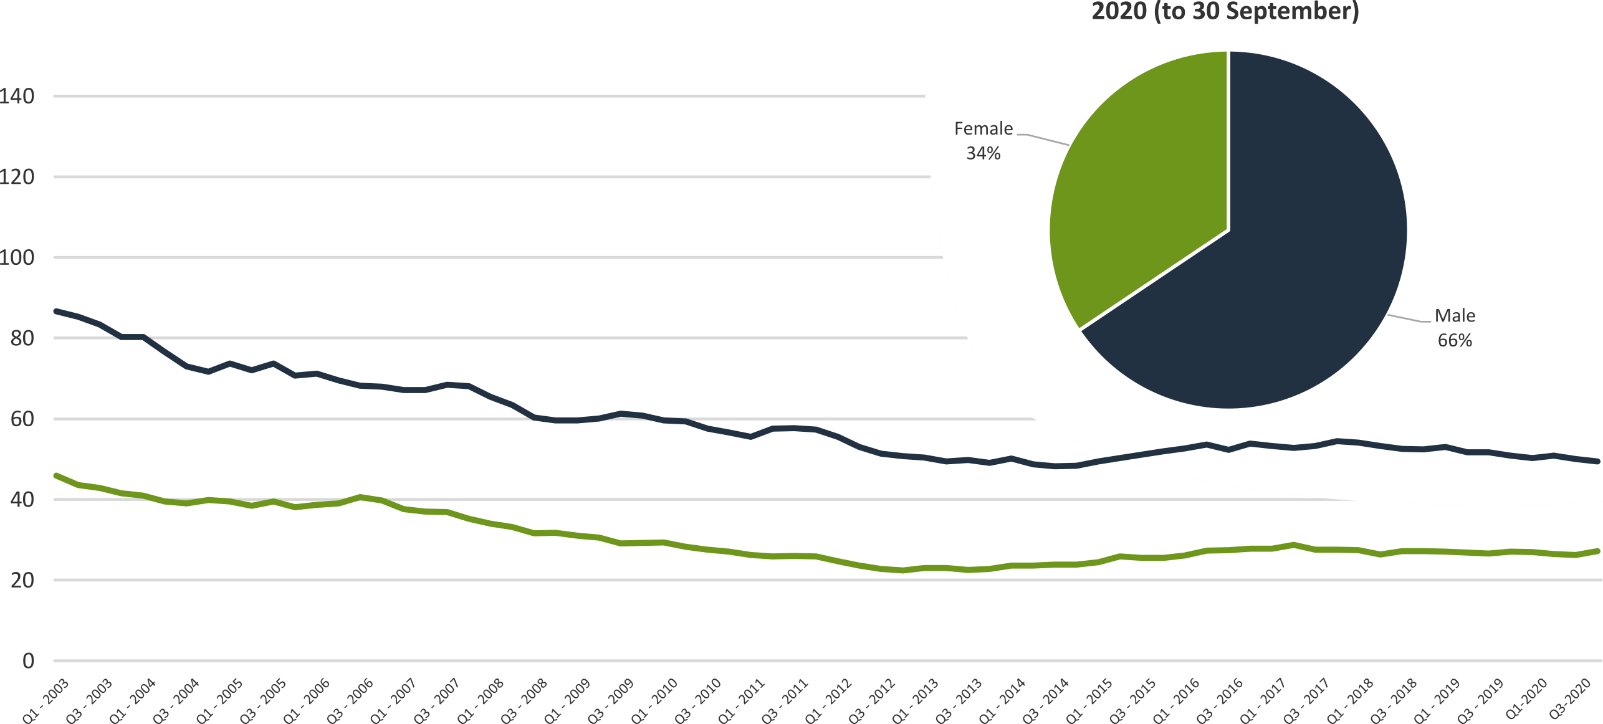 2020 (to 30 September)
140
120
100
80
60
40
20
0
Female
34%
Male
66%
Q1 - 2003
Q3 - 2003
Q1 - 2004
Q3 - 2004
Q1 - 2005
Q3 - 2005
Q1 - 2006
Q3 - 2006
Q1 - 2007
Q3 - 2007
Q1 - 2008
Q3 - 2008
Q1 - 2009
Q3 - 2009
Q1 - 2010
Q3 - 2010
Q1 - 2011
Q3 - 2011
Q1 - 2012
Q3 - 2012
Q1 - 2013
Q3 - 2013
Q1 - 2014
Q3 - 2014
Q1 - 2015
Q3 - 2015
Q1 - 2016
Q3 - 2016
Q1 - 2017
Q3 - 2017
Q1 - 2018
Q3 - 2018
Q1 - 2019
Q3 - 2019
Q1-2020
Q3-2020